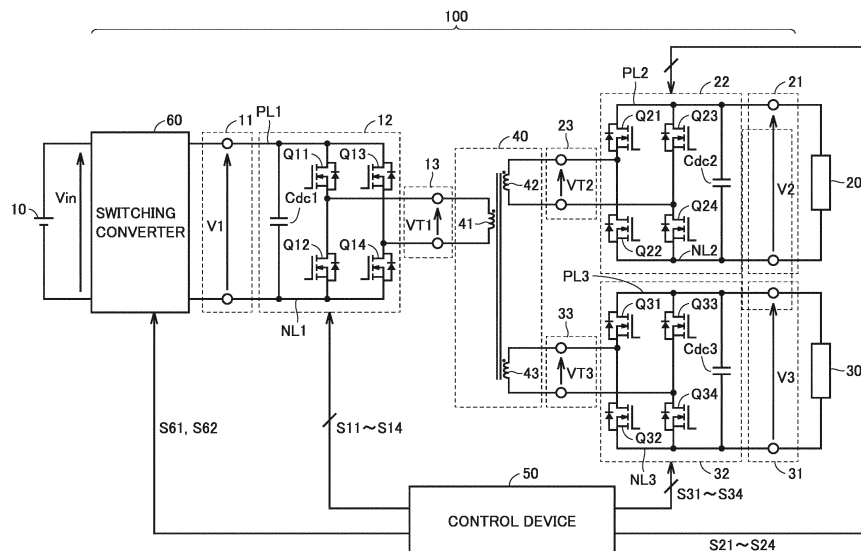 100
60
11
PL1
12
Q11
Q13
Cdc1
13
40
23
PL2
22
21
Q21
Q23
Cdc2
20
10
Vin
SWITCHING
CONVERTER
V1
VT1
41
42
VT2
V2
Q12
Q14
Q22
Q24
NL2
NL1
PL3
Q31
Q33
33
43
VT3
Cdc3
V3
30
Q34
Q32
NL3
32
31
S61, S62
S11~S14
S31~S34
50
CONTROL DEVICE
S21~S24